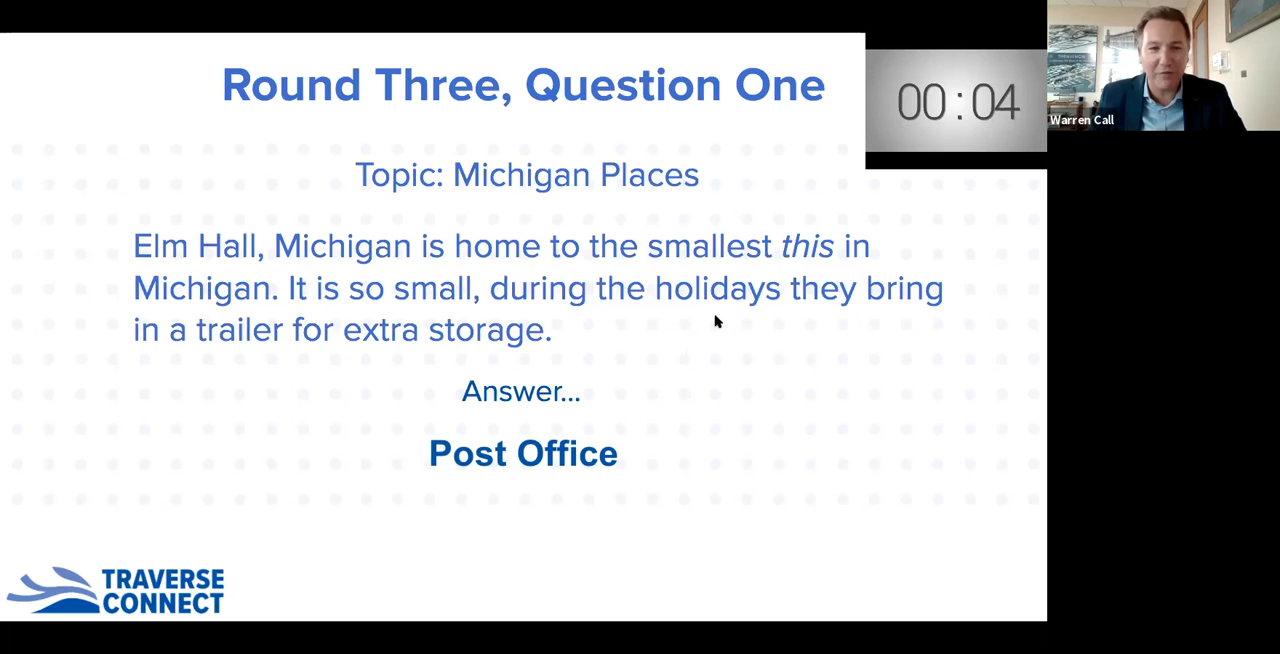 Round Three, Question One
00:04
Warren Call
Topic: Michigan Places
Elm Hall, Michigan is home to the smallest this in
Michigan. It is so small, during the holidays they bring
in a trailer for extra storage.
Answer...
Post Office
TRAVERSE
CONNECT